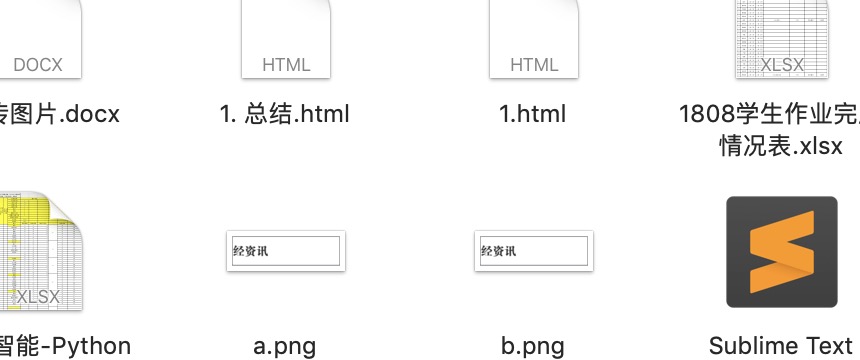 DOCX
HTML
HTML
XLSX
传图片.docx
1. 总结.html
1.html
1808学生作业完
情况表.xlsx
XLSX
经资讯
经资讯
智能-Python
a.png
b.png
Sublime Text